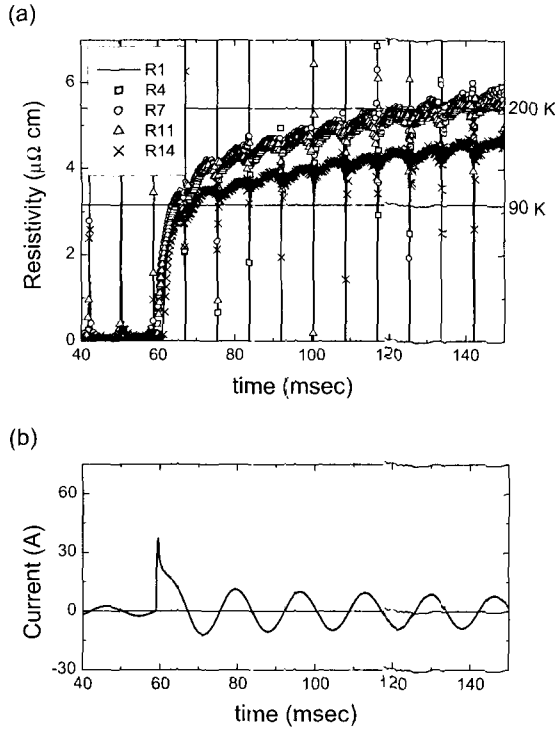 (a)
R1
R4
R7
R11
R14
6
4
2
0
Resistivity (μΩ cm)
200 K
90 K
40 60 80 100 120 140
time (msec)
(b)
60
30
0
-30
Current (A)
40 60 80 100 120 140
time (msec)